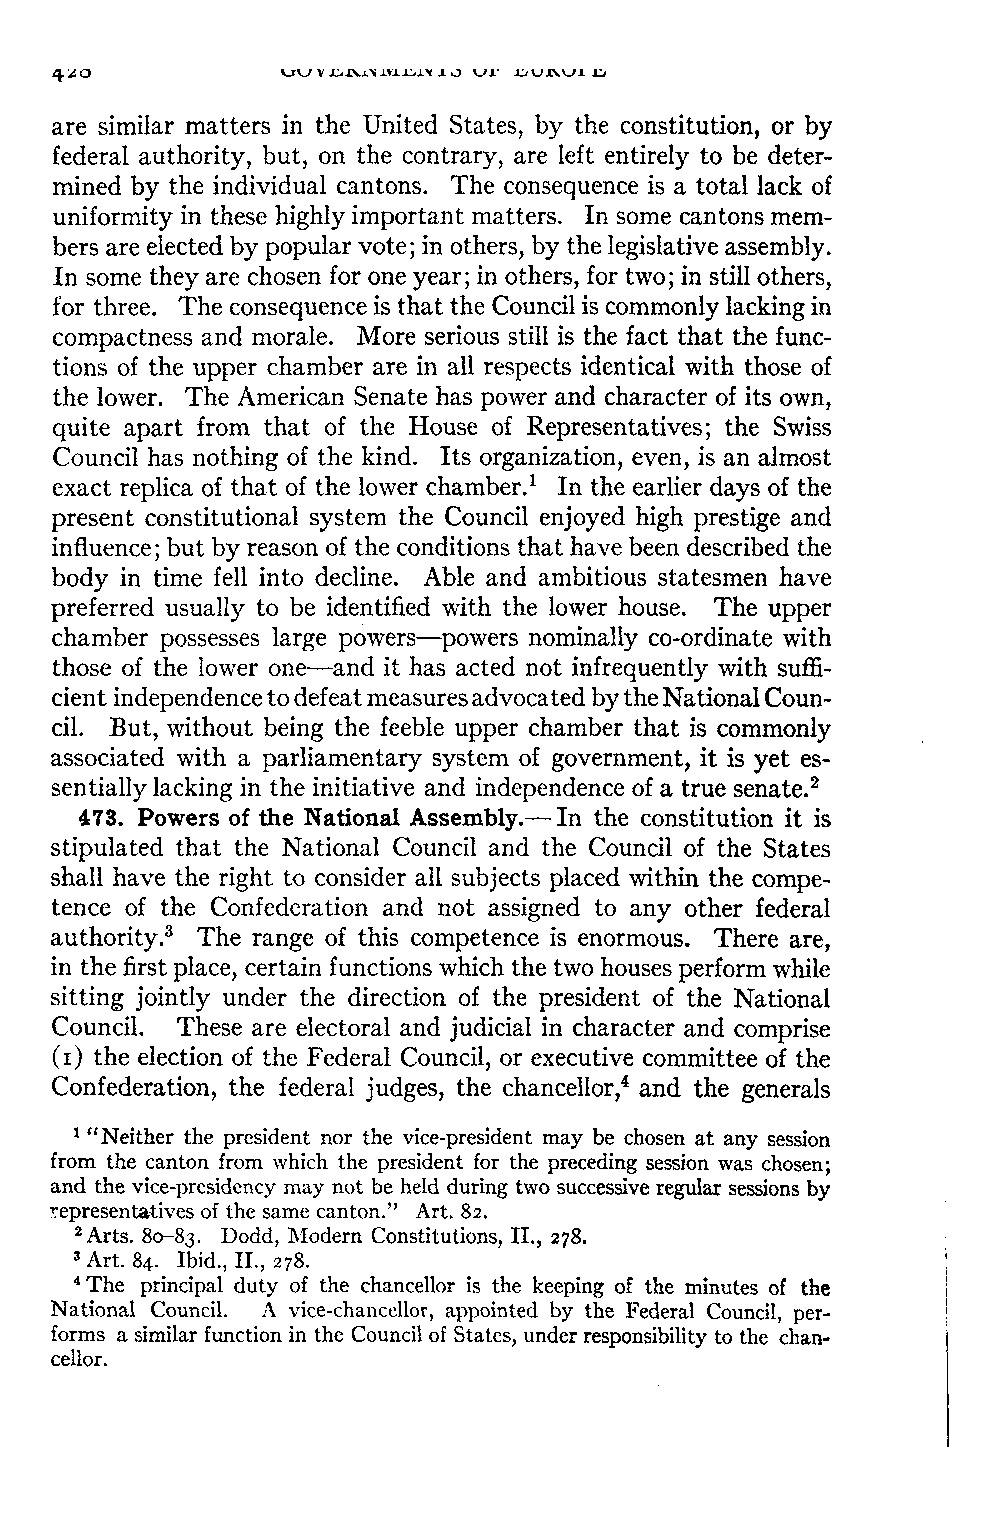 are similar matters in the United States, by the constitution, or by
federal authority, but, on the contrary, are left entirely to be deter-
mined by the individual cantons. The consequence is a total lack of
uniformity in these highly important matters. In some cantons mem-
bers are elected by popular vote; in others, by the legislative assembly.
In some they are chosen for one year; in others, for two; in still others,
for three. The consequence is that the Council is commonly lacking in
compactness and morale. More serious still is the fact that the func-
tions of the upper chamber are in all respects identical with those of
the lower. The American Senate has power and character of its own,
quite apart from that of the House of Representatives; the Swiss
Council has nothing of the kind. Its organization, even, is an almost
exact replica of that of the lower chamber.¹ In the earlier days of the
present constitutional system the Council enjoyed high prestige and
influence; but by reason of the conditions that have been described the
body in time fell into decline. Able and ambitious statesmen have
preferred usually to be identified with the lower house. The upper
chamber possesses large powers—powers nominally co-ordinate with
those of the lower one—and it has acted not infrequently with suffi-
cient independence to defeat measures advocated by the National Coun-
cil. But, without being the feeble upper chamber that is commonly
associated with a parliamentary system of government, it is yet es-
sentially lacking in the initiative and independence of a true senate.²
473. Powers of the National Assembly.—In the constitution it is
stipulated that the National Council and the Council of the States
shall have the right to consider all subjects placed within the compe-
tence of the Confederation and not assigned to any other federal
authority.³ The range of this competence is enormous. There are,
in the first place, certain functions which the two houses perform while
sitting jointly under the direction of the president of the National
Council. These are electoral and judicial in character and comprise
(1) the election of the Federal Council, or executive committee of the
Confederation, the federal judges, the chancellor,⁴ and the generals
¹ "Neither the president nor the vice-president may be chosen at any session
from the canton from which the president for the preceding session was chosen;
and the vice-presidency may not be held during two successive regular sessions by
representatives of the same canton." Art. 82.
² Arts. 80–83. Dodd, Modern Constitutions, II., 278.
³ Art. 84. Ibid., II., 278.
⁴ The principal duty of the chancellor is the keeping of the minutes of the
National Council. A vice-chancellor, appointed by the Federal Council, per-
forms a similar function in the Council of States, under responsibility to the chan-
cellor.